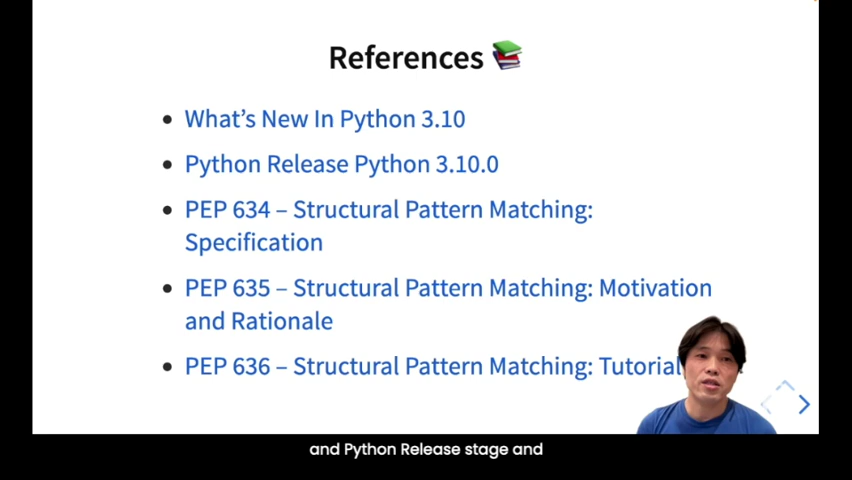 References
What's New In Python 3.10
Python Release Python 3.10.0
PEP 634 – Structural Pattern Matching:
Specification
PEP 635 – Structural Pattern Matching: Motivation
and Rationale
PEP 636 – Structural Pattern Matching: Tutorial
and Python Release stage and